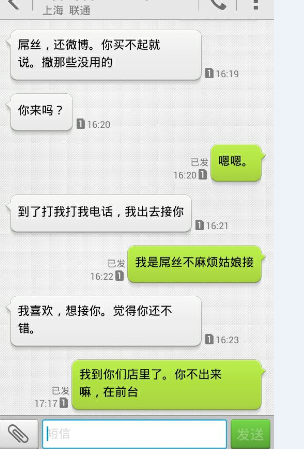 上海 联通
屌丝，还微博。你买不起就
说。撤那些没用的
1 16:19
你来吗？
1 16:20
嗯嗯。
已发
16:20 1
到了打我打我电话，我出去接你
1 16:21
我是屌丝不麻烦姑娘接
已发
16:22 1
我喜欢，想接你。觉得你还不
错。
1 16:23
我到你们店里了。你不出来
嘛，在前台
已发
17:17 1
短信
发送